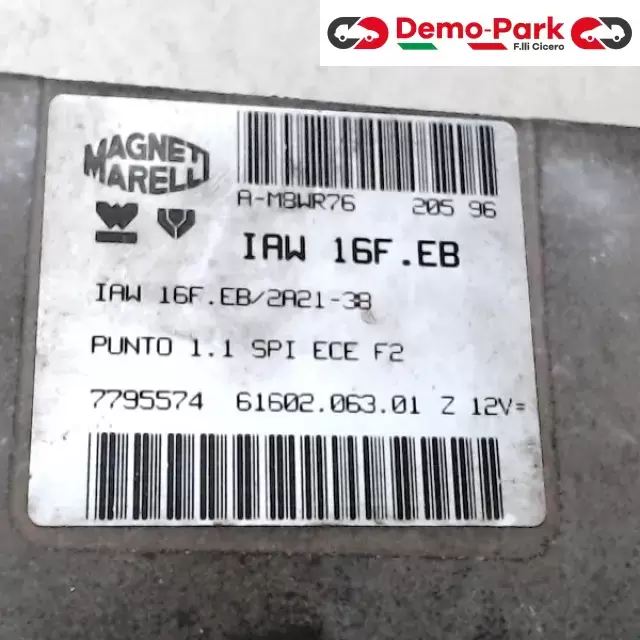 Demo-Park
F.lli Cicero
MAGNETI
MARELLI
A-M8WR76 205 96
IAW 16F.EB
IAW 16F.EB/2A21-38
PUNTO 1.1 SPI ECE F2
7795574 61602.063.01 Z 12V=